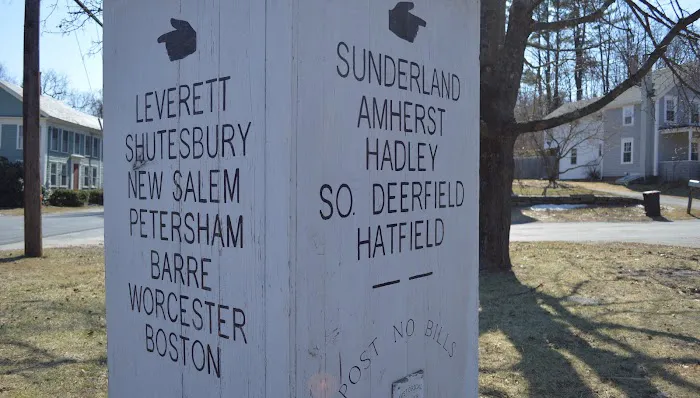 LEVERETT
SHUTESBURY
NEW SALEM
PETERSHAM
BARRE
WORCESTER
BOSTON
SUNDERLAND
AMHERST
HADLEY
SO. DEERFIELD
HATFIELD
POST NO BILLS